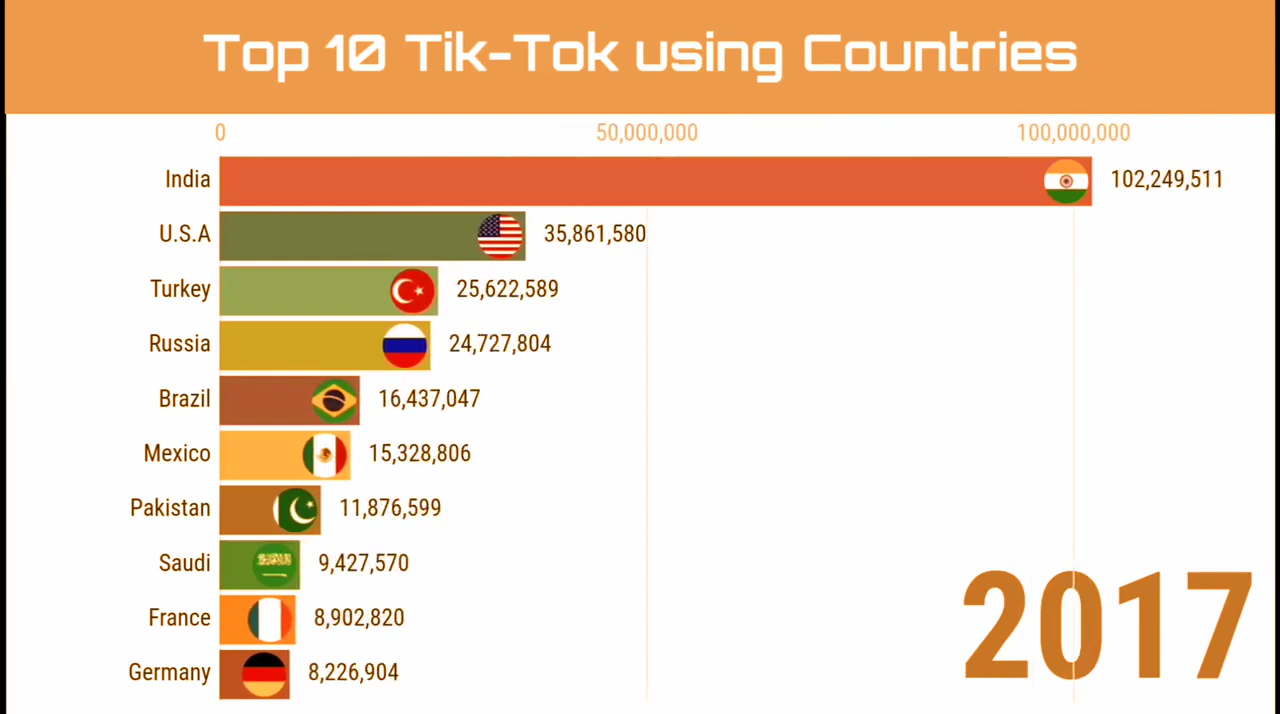 Top 10 Tik-Tok using Countries
0 50,000,000 100,000,000
India 102,249,511
U.S.A 35,861,580
Turkey 25,622,589
Russia 24,727,804
Brazil 16,437,047
Mexico 15,328,806
Pakistan 11,876,599
Saudi 9,427,570
France 8,902,820
Germany 8,226,904
2017